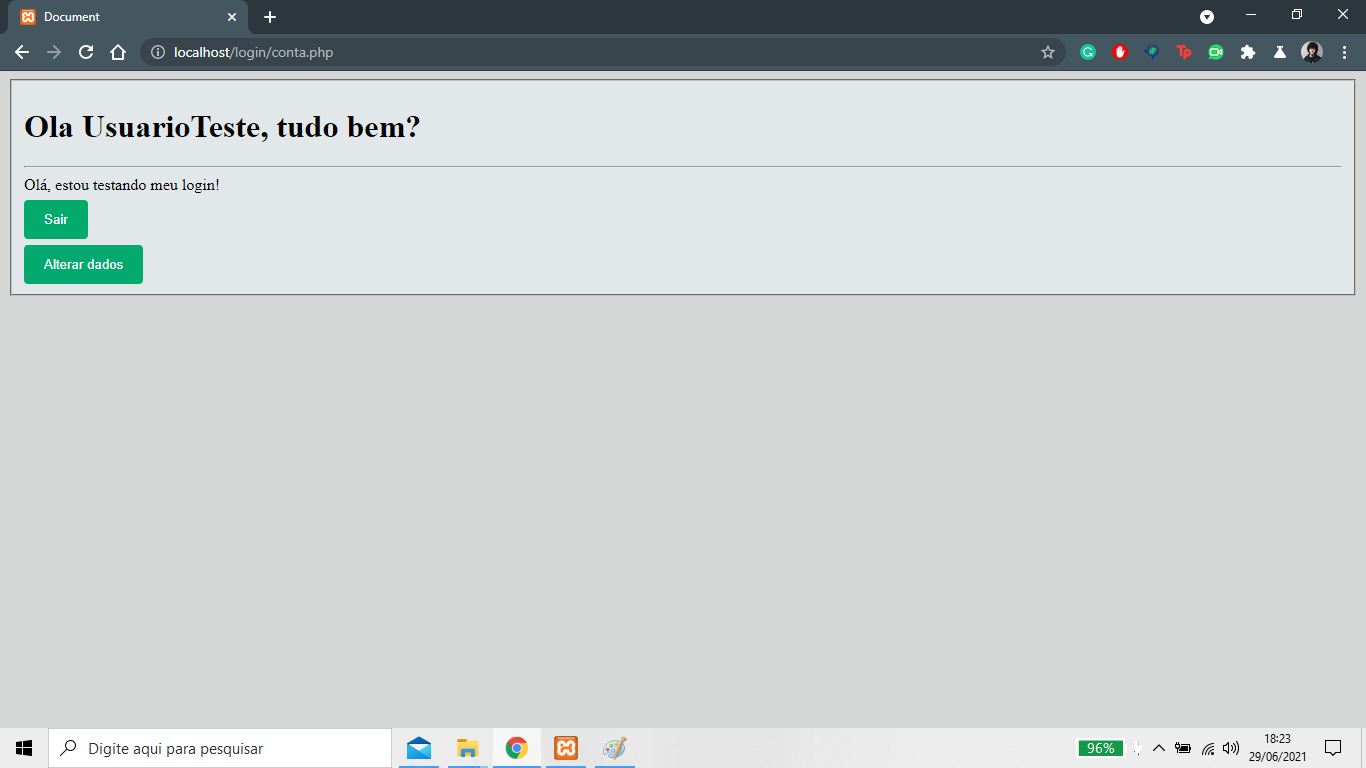 Document
localhost/login/conta.php
Tp
Ola UsuarioTeste, tudo bem?
Olá, estou testando meu login!
Sair
Alterar dados
Digite aqui para pesquisar
96%
18:23
29/06/2021